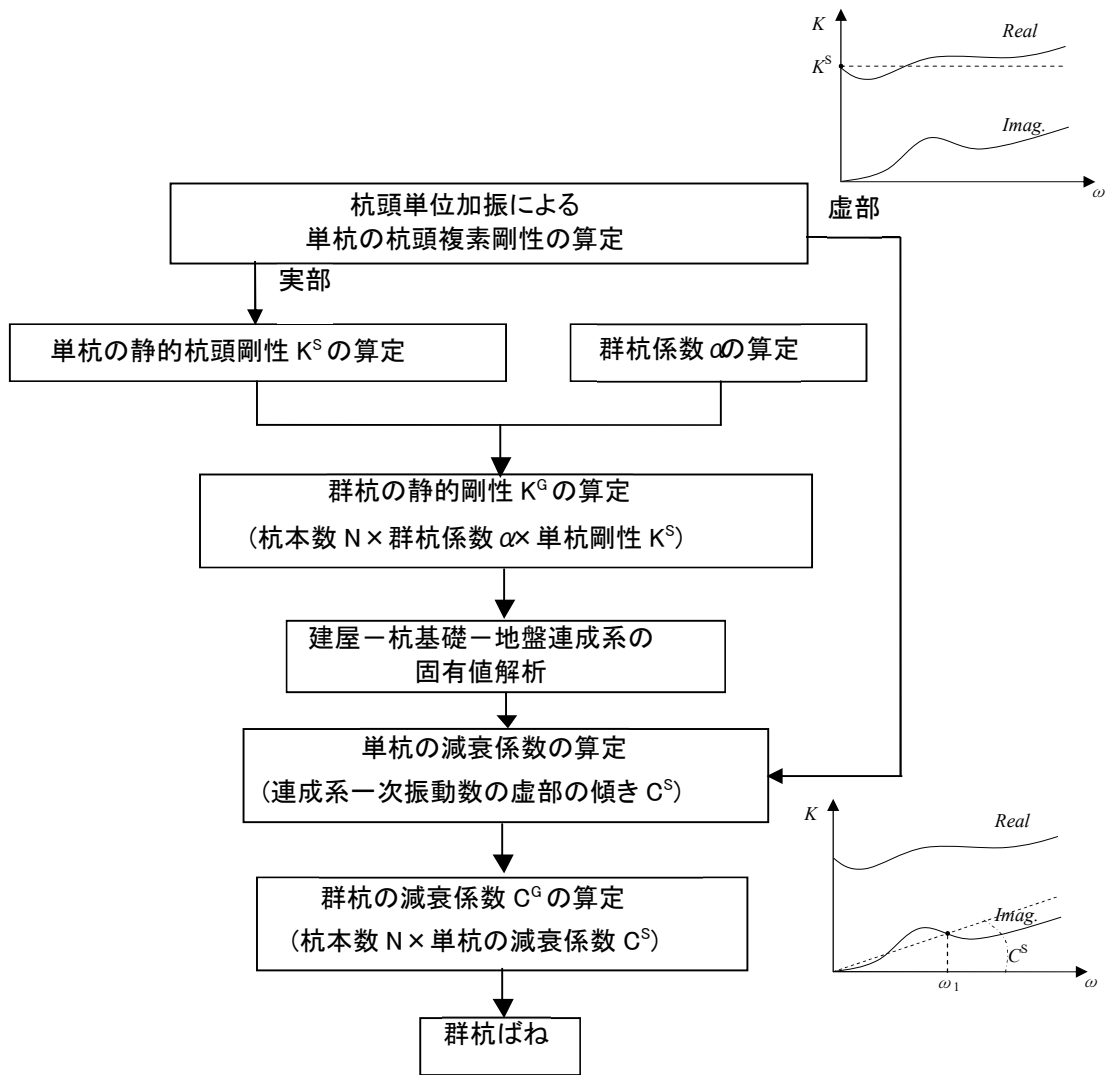 K
Real
K^S
Imag.
ω
杭頭単位加振による
単杭の杭頭複素剛性の算定
虚部
実部
単杭の静的杭頭剛性 K^S の算定
群杭係数 αの算定
群杭の静的剛性 K^G の算定
（杭本数 N×群杭係数 α×単杭剛性 K^S）
建屋－杭基礎－地盤連成系の
固有値解析
単杭の減衰係数の算定
（連成系一次振動数の虚部の傾き C^S）
K
Real
Imag.
C^S
ω_1
ω
群杭の減衰係数 C^G の算定
（杭本数 N×単杭の減衰係数 C^S）
群杭ばね